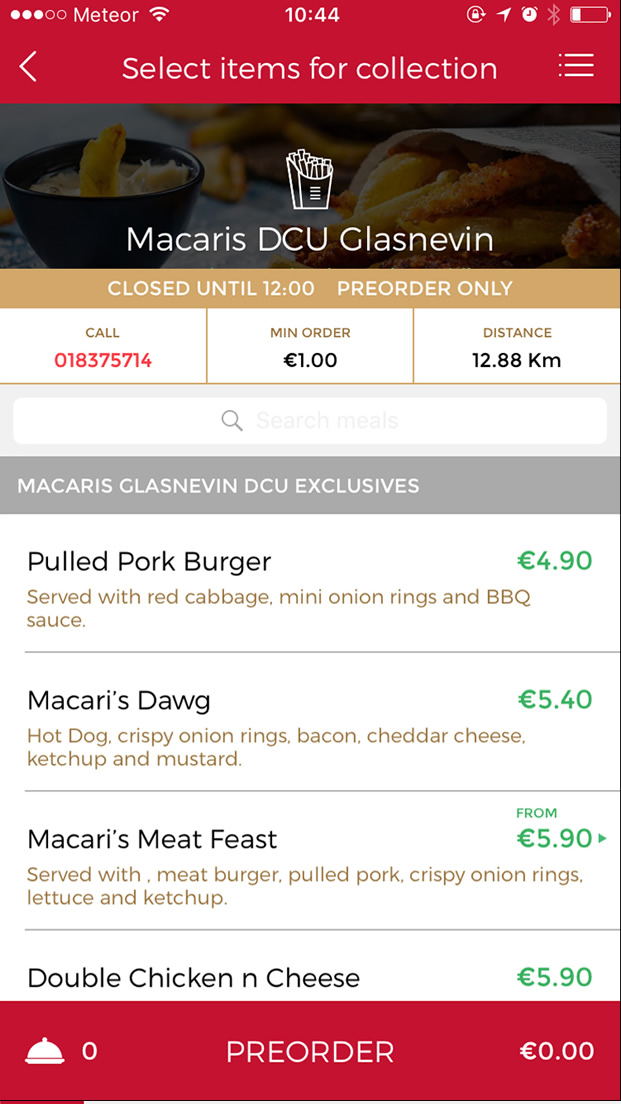 Meteor 10:44
Select items for collection
Macaris DCU Glasnevin
CLOSED UNTIL 12:00 PREORDER ONLY
CALL MIN ORDER DISTANCE
018375714 €1.00 12.88 Km
Search meals
MACARIS GLASNEVIN DCU EXCLUSIVES
Pulled Pork Burger €4.90
Served with red cabbage, mini onion rings and BBQ
sauce.
Macari's Dawg €5.40
Hot Dog, crispy onion rings, bacon, cheddar cheese,
ketchup and mustard.
FROM
Macari's Meat Feast €5.90
Served with , meat burger, pulled pork, crispy onion rings,
lettuce and ketchup.
Double Chicken n Cheese €5.90
0 PREORDER €0.00